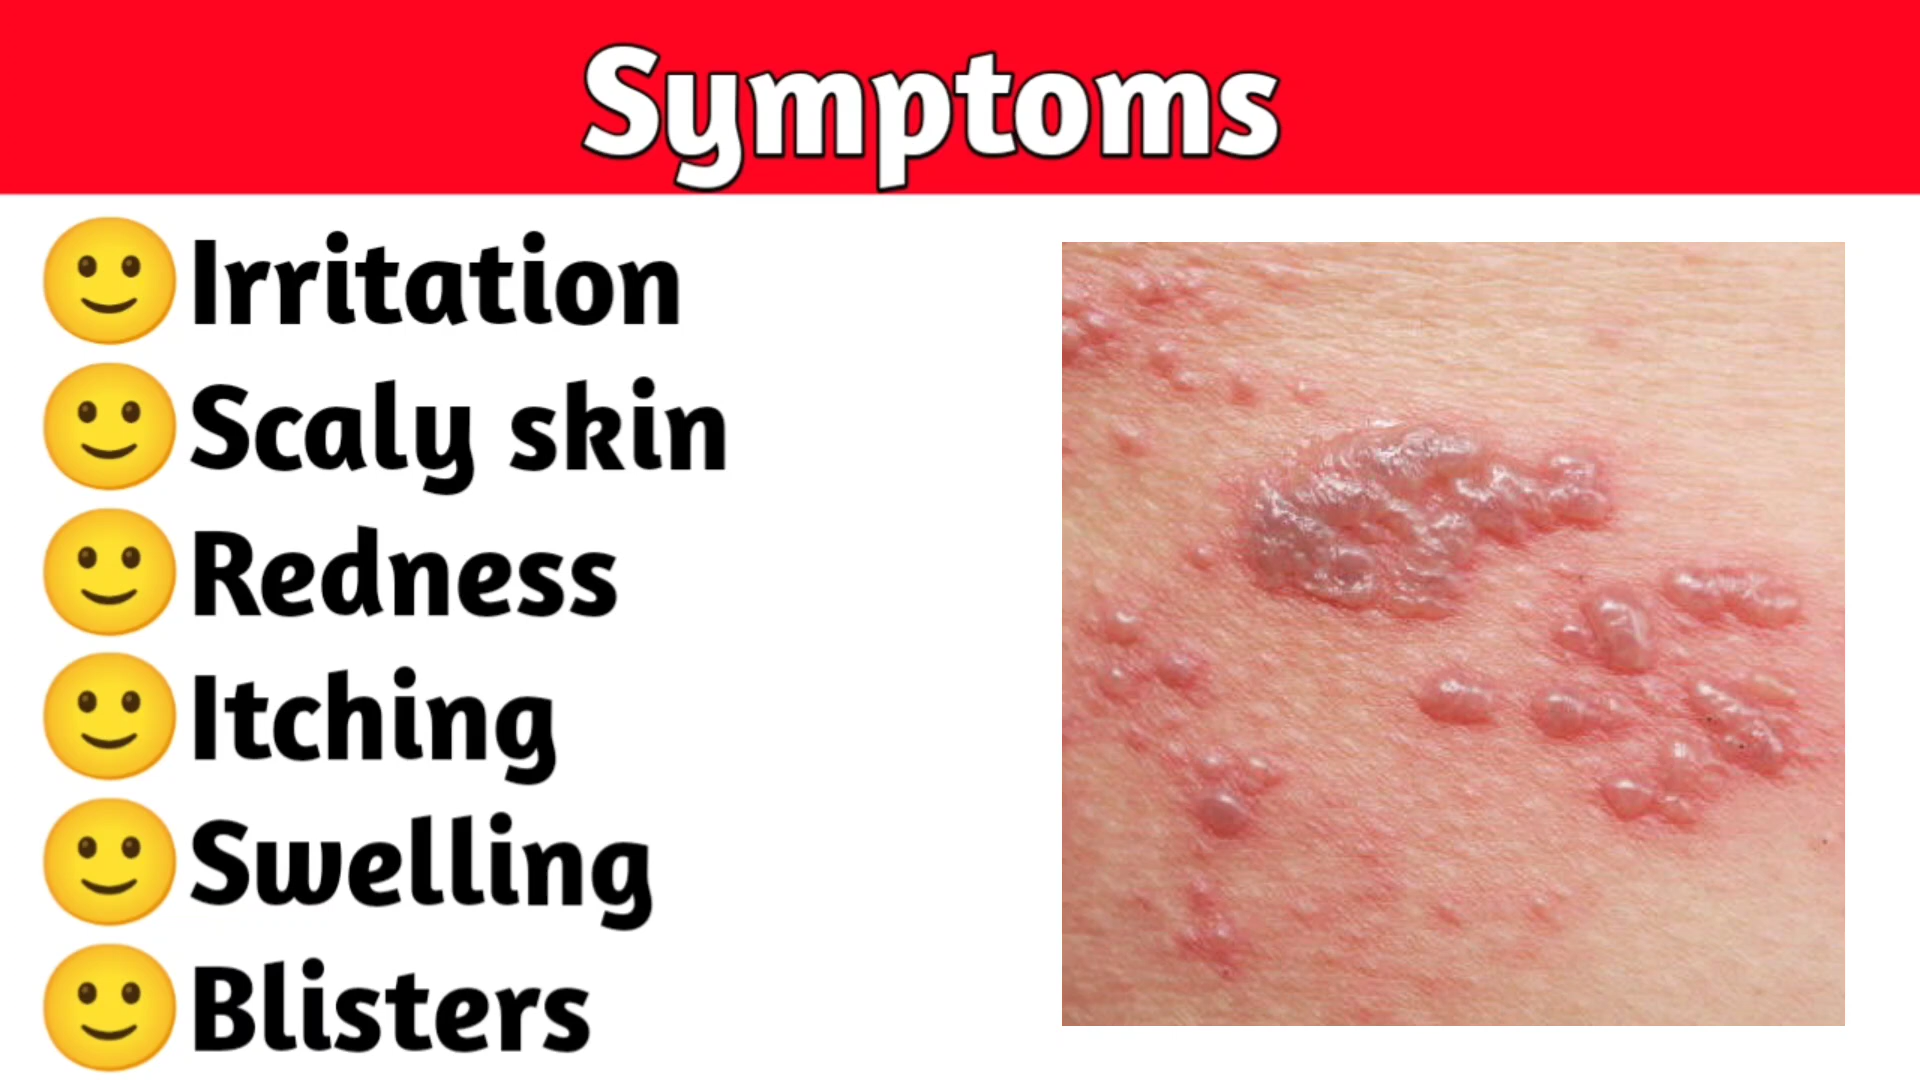 Symptoms
Irritation
Scaly skin
Redness
Itching
Swelling
Blisters